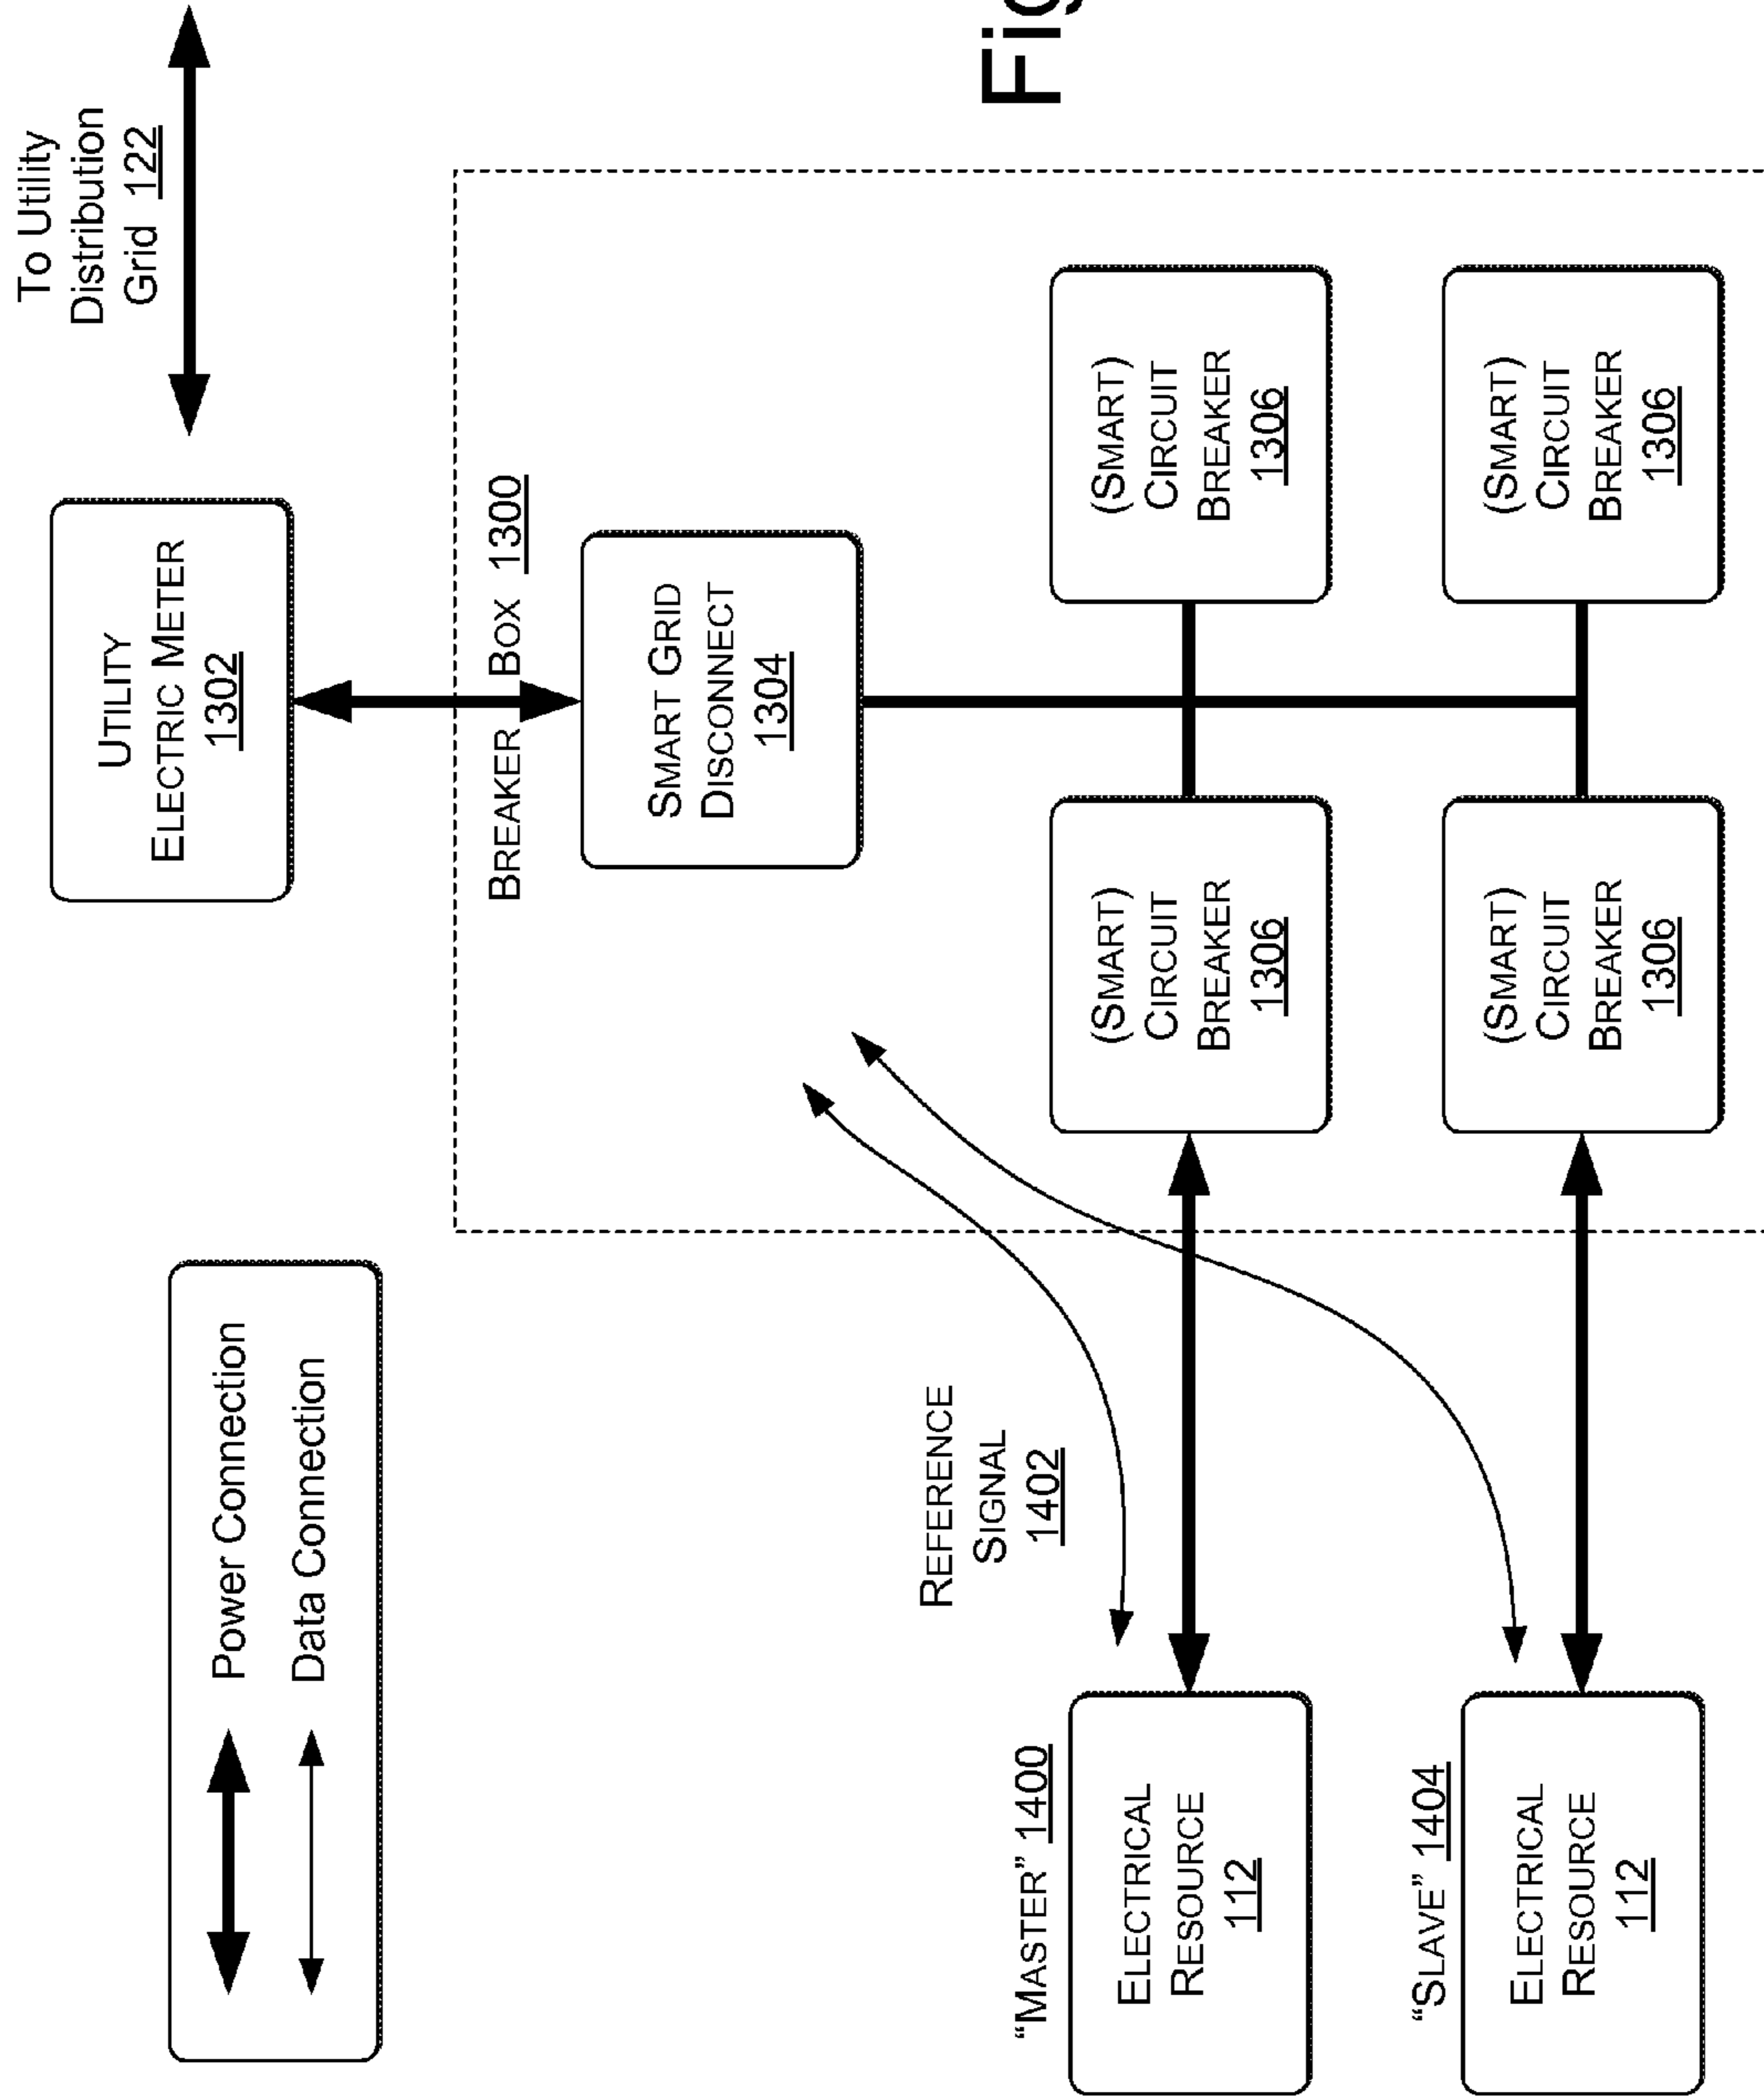 To Utility
Distribution
Grid 122
UTILITY
ELECTRIC METER
1302
Power Connection
Data Connection
BREAKER BOX 1300
SMART GRID
DISCONNECT
1304
REFERENCE
SIGNAL
1402
Fig
“MASTER” 1400
ELECTRICAL
RESOURCE
112
(SMART)
CIRCUIT
BREAKER
1306
(SMART)
CIRCUIT
BREAKER
1306
“SLAVE” 1404
ELECTRICAL
RESOURCE
112
(SMART)
CIRCUIT
BREAKER
1306
(SMART)
CIRCUIT
BREAKER
1306